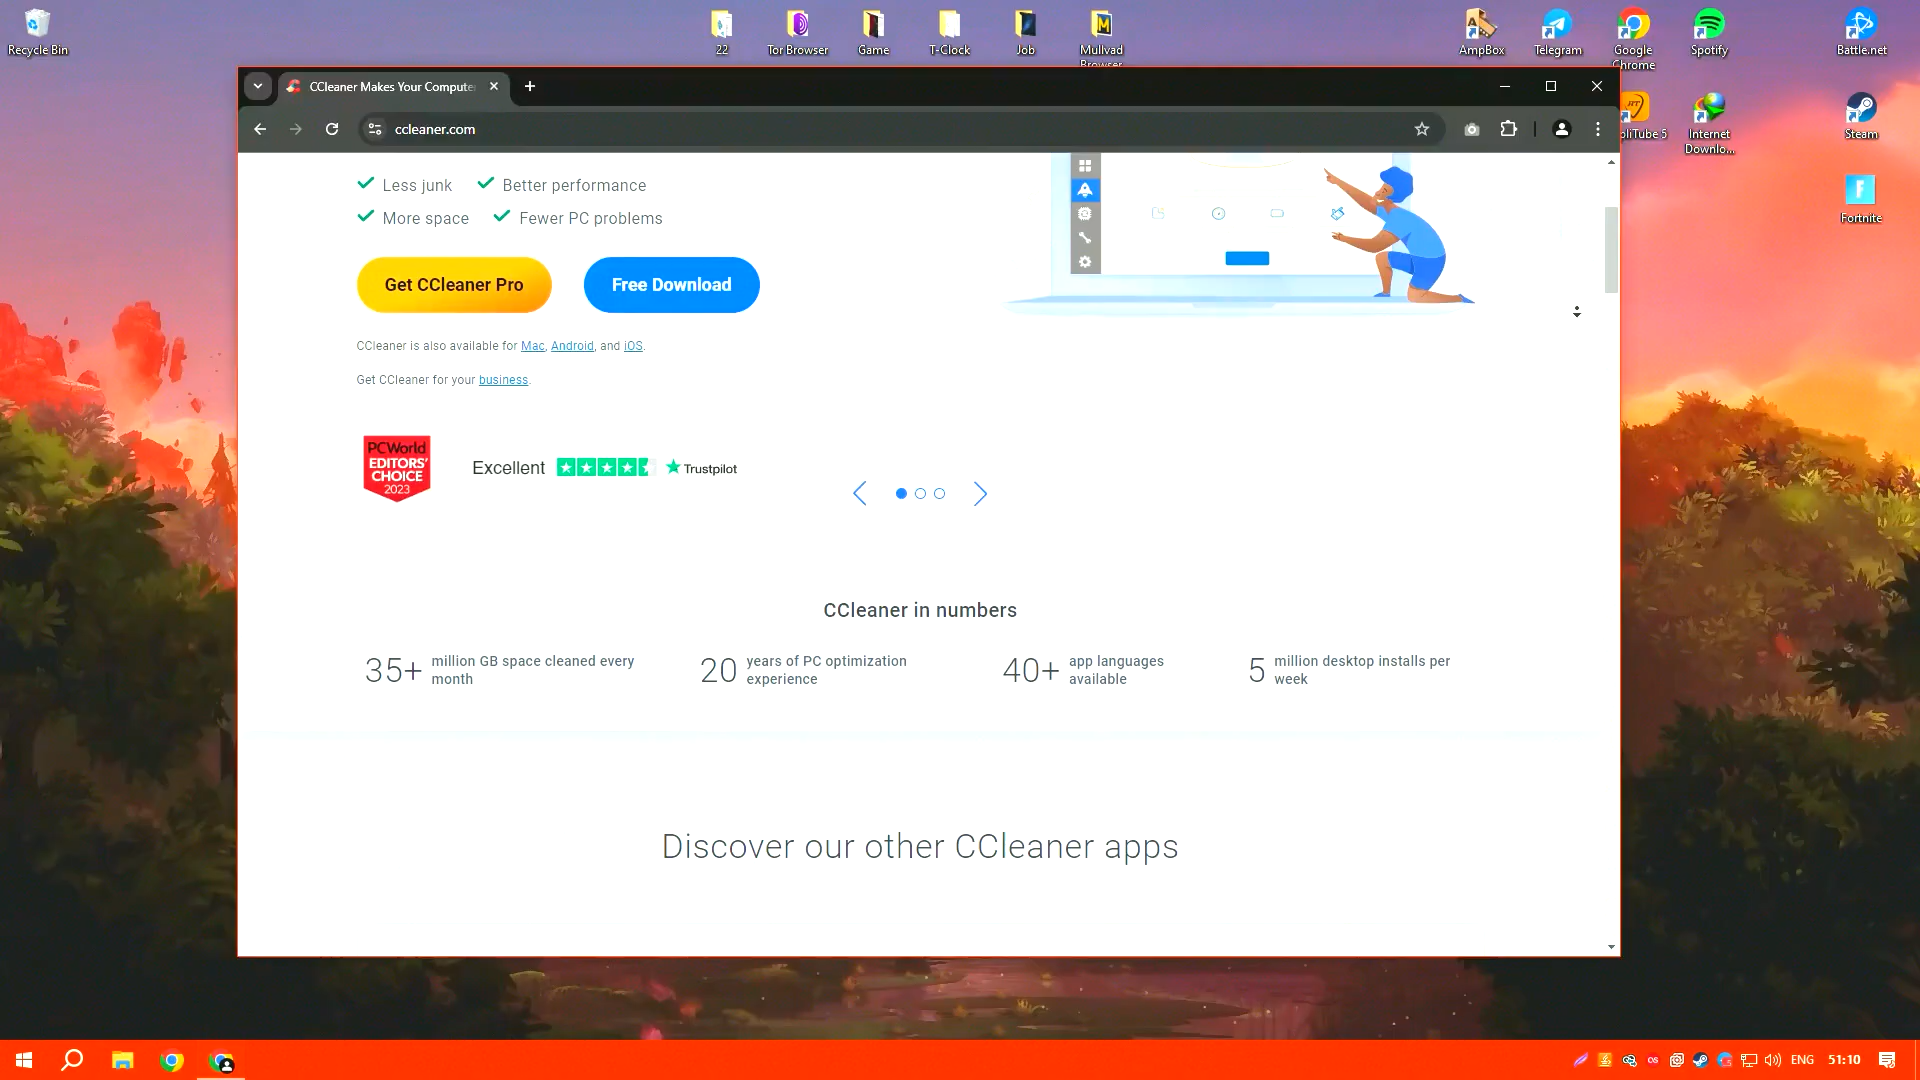 Recycle Bin
22
Tor Browser
Game
T-Clock
Job
Mullvad
Browser
AmpBox
Telegram
Google
Chrome
Spotify
Battle.net
Internet
Downlo...
Steam
Fortnite
CCleaner Makes Your Compute
ccleaner.com
Less junk
Better performance
More space
Fewer PC problems
Get CCleaner Pro
Free Download
CCleaner is also available for Mac, Android, and iOS.
Get CCleaner for your business.
PCWorld
EDITORS'
CHOICE
2023
Excellent
Trustpilot
CCleaner in numbers
35+ million GB space cleaned every
month
20 years of PC optimization
experience
40+ app languages
available
5 million desktop installs per
week
Discover our other CCleaner apps
ENG
51:10